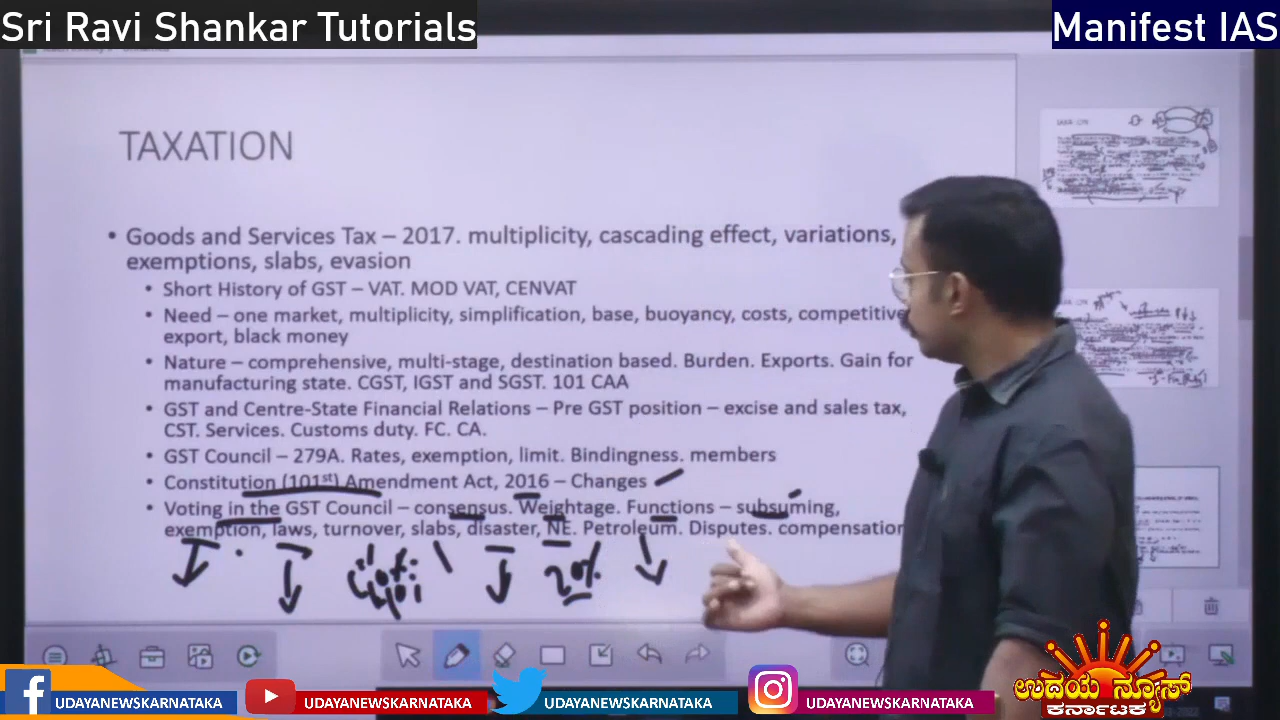 Sri Ravi Shankar Tutorials
Manifest IAS
TAXATION
• Goods and Services Tax – 2017. multiplicity, cascading effect, variations,
exemptions, slabs, evasion
• Short History of GST – VAT. MOD VAT, CENVAT
• Need – one market, multiplicity, simplification, base, buoyancy, costs, competitive
export, black money
• Nature – comprehensive, multi-stage, destination based. Burden. Exports. Gain for
manufacturing state. CGST, IGST and SGST. 101 CAA
• GST and Centre-State Financial Relations – Pre GST position – excise and sales tax,
CST. Services. Customs duty. FC. CA.
• GST Council – 279A. Rates, exemption, limit. Bindingness. members
• Constitution (101st) Amendment Act, 2016 – Changes
• Voting in the GST Council – consensus. Weightage. Functions – subsuming,
exemption, laws, turnover, slabs, disaster, NE. Petroleum. Disputes. compensation
20%
UDAYANEWSKARNATAKA
UDAYANEWSKARNATAKA
UDAYANEWSKARNATAKA
UDAYANEWSKARNATAKA
ಉದಯ ನ್ಯೂಸ್
ಕರ್ನಾಟಕ